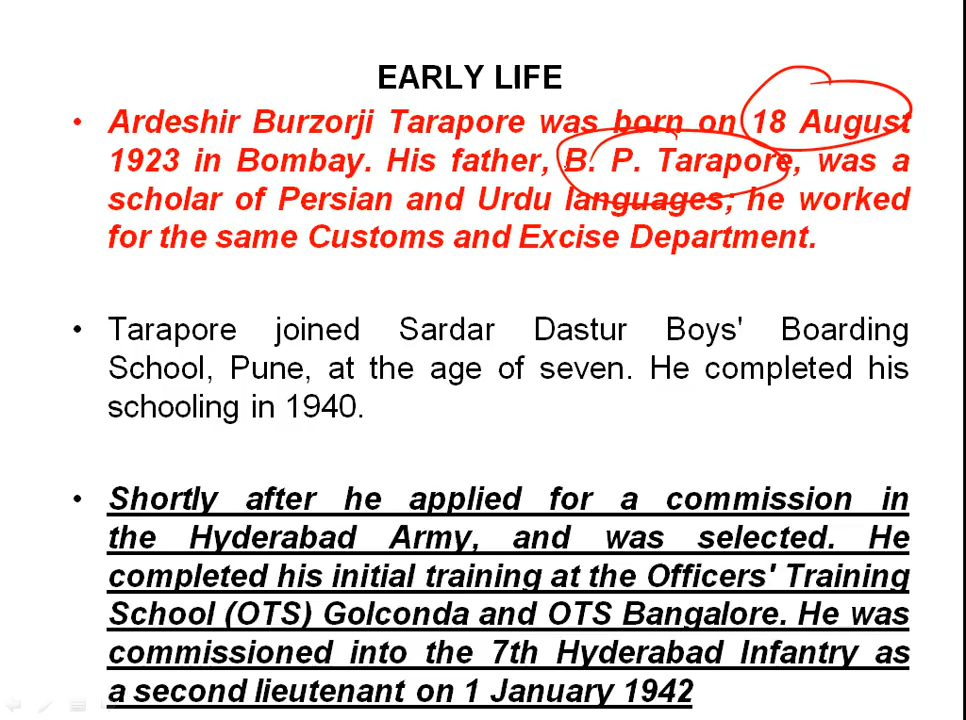 EARLY LIFE
• Ardeshir Burzorji Tarapore was born on 18 August
1923 in Bombay. His father, B. P. Tarapore, was a
scholar of Persian and Urdu languages; he worked
for the same Customs and Excise Department.
• Tarapore joined Sardar Dastur Boys' Boarding
School, Pune, at the age of seven. He completed his
schooling in 1940.
• Shortly after he applied for a commission in
the Hyderabad Army, and was selected. He
completed his initial training at the Officers' Training
School (OTS) Golconda and OTS Bangalore. He was
commissioned into the 7th Hyderabad Infantry as
a second lieutenant on 1 January 1942